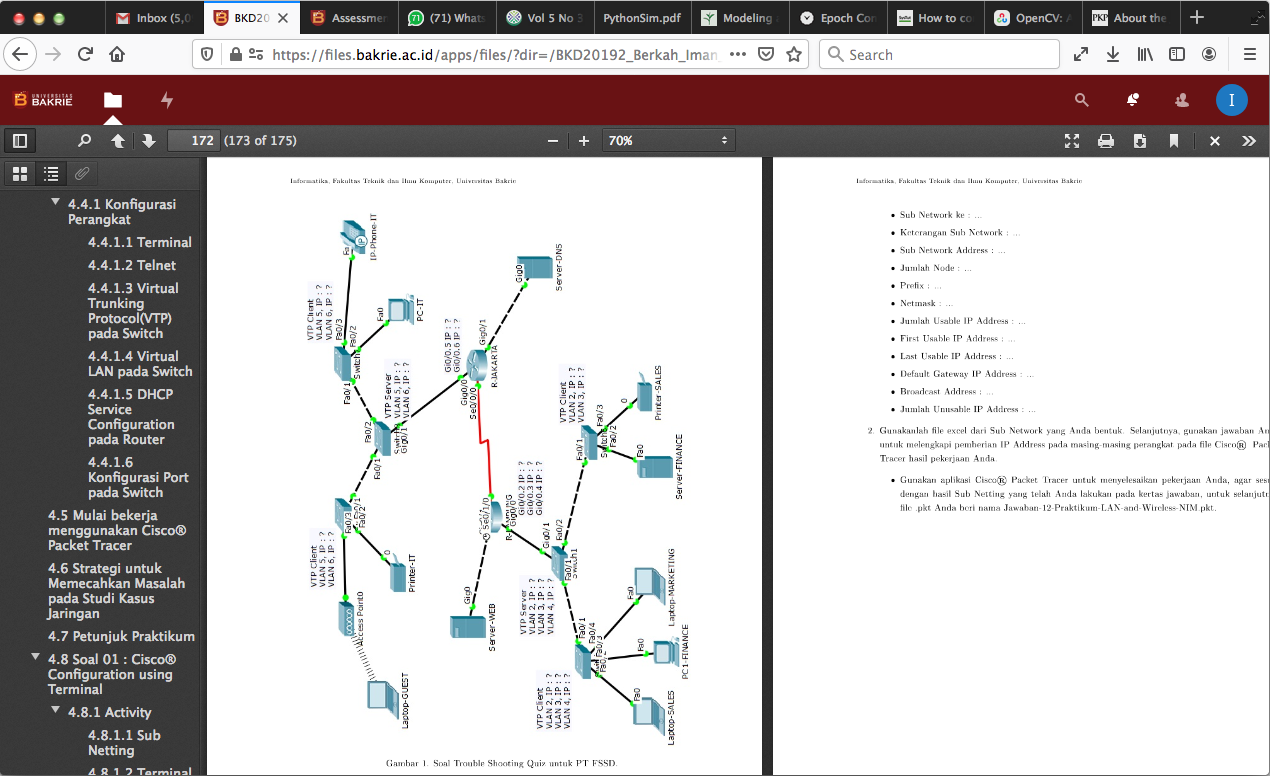 Inbox (5,0
BKD20
Assessmer
(71) Whats
Vol 5 No 3
PythonSim.pdf
Modeling
Epoch Con
How to co
OpenCV: A
About the
https://files.bakrie.ac.id/apps/files/?dir=/BKD20192_Berkah_Iman
Search
UNIVERSITAS
BAKRIE
I
172 (173 of 175)
70%
4.4.1 Konfigurasi
Perangkat
4.4.1.1 Terminal
4.4.1.2 Telnet
4.4.1.3 Virtual
Trunking
Protocol(VTP)
pada Switch
4.4.1.4 Virtual
LAN pada Switch
4.4.1.5 DHCP
Service
Configuration
pada Router
4.4.1.6
Konfigurasi Port
pada Switch
4.5 Mulai bekerja
menggunakan Cisco®
Packet Tracer
4.6 Strategi untuk
Memecahkan Masalah
pada Studi Kasus
Jaringan
4.7 Petunjuk Praktikum
4.8 Soal 01 : Cisco®
Configuration using
Terminal
4.8.1 Activity
4.8.1.1 Sub
Netting
4.8.1.2 Terminal
Informatika, Fakultas Teknik dan Ilmu Komputer, Universitas Bakrie
IP-Phone-IT
Fa
VTP Client
VLAN 5, IP : ?
VLAN 6, IP : ?
Fa0/3
Fa0/2
Fa0/1
Fa0
PC-IT
Server-DNS
Gig0
Gig0/1
Gi0/0.5 IP : ?
Gi0/0.6 IP : ?
R-JAKARTA
Gig0/0
Se0/0/0
VTP Server
VLAN 5, IP : ?
VLAN 6, IP : ?
Fa0/2
Gig0/1
Fa0/1
VTP Client
VLAN 2, IP : ?
VLAN 3, IP : ?
Fa0/3
Fa0/2
Fa0/1
0
Printer-SALES
Fa0
Server-FINANCE
Gi0/0.2 IP : ?
Gi0/0.3 IP : ?
Gi0/0.4 IP : ?
Se0/1/0
Gig0/0
Gig0/1
Fa0/2
Fa0/1
Switch1
VTP Client
VLAN 5, IP : ?
VLAN 6, IP : ?
Fa0/3
Fa0/2
0
Printer-IT
Access Point0
Laptop-GUEST
Gig0
Server-WEB
VTP Server
VLAN 2, IP : ?
VLAN 3, IP : ?
VLAN 4, IP : ?
Fa0/1
Fa0/4
Fa0/3
Fa0
Laptop-MARKETING
Fa0
PC1-FINANCE
Fa0
Laptop-SALES
VTP Client
VLAN 2, IP : ?
VLAN 3, IP : ?
VLAN 4, IP : ?
Gambar 1. Soal Trouble Shooting Quiz untuk PT FSSD.
Informatika, Fakultas Teknik dan Ilmu Komputer, Universitas Bakrie
• Sub Network ke : ...
• Keterangan Sub Network : ...
• Sub Network Address : ...
• Jumlah Node : ...
• Prefix : ...
• Netmask : ...
• Jumlah Usable IP Address : ...
• First Usable IP Address : ...
• Last Usable IP Address : ...
• Default Gateway IP Address : ...
• Broadcast Address : ...
• Jumlah Unusable IP Address : ...
2. Gunakanlah file excel dari Sub Network yang Anda bentuk. Selanjutnya, gunakan jawaban An
untuk melengkapi pemberian IP Address pada masing-masing perangkat pada file Cisco® Pac
Tracer hasil pekerjaan Anda
• Gunakan aplikasi Cisco® Packet Tracer untuk menyelesaikan pekerjaan Anda, agar ses
dengan hasil Sub Netting yang telah Anda lakukan pada kertas jawaban, untuk selanjut
file .pkt Anda beri nama Jawaban-12-Praktikum-LAN-and-Wireless-NIM.pkt.